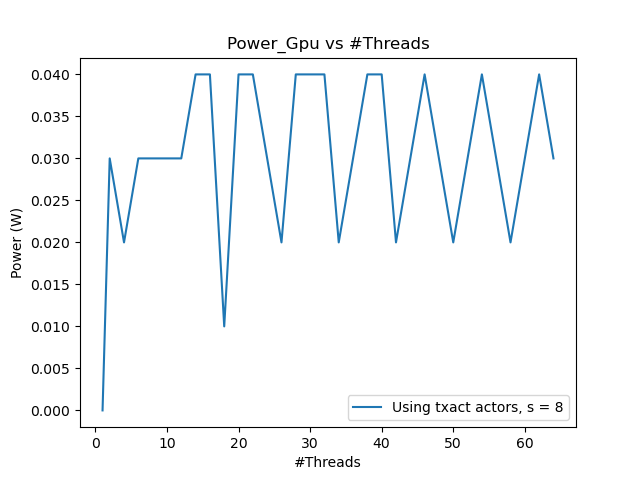 Power_Gpu vs #Threads
Power (W)
0.040
0.035
0.030
0.025
0.020
0.015
0.010
0.005
0.000
Using txact actors, s = 8
0 10 20 30 40 50 60
#Threads